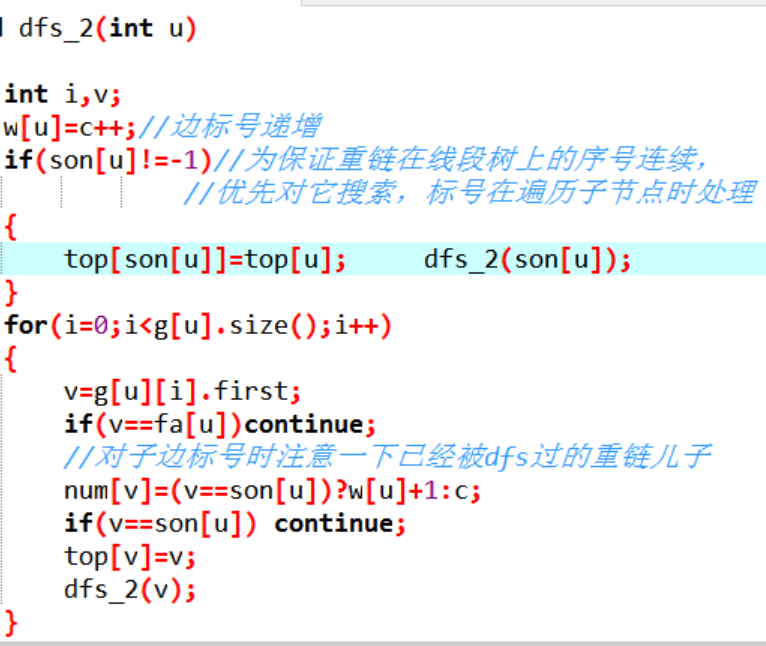 dfs_2(int u)
int i,v;
w[u]=c++;//边标号递增
if(son[u]!=-1)//为保证重链在线段树上的序号连续，
//优先对它搜索，标号在遍历子节点时处理
{
top[son[u]]=top[u];     dfs_2(son[u]);
}
for(i=0;i<g[u].size();i++)
{
v=g[u][i].first;
if(v==fa[u])continue;
//对子边标号时注意一下已经被dfs过的重链儿子
num[v]=(v==son[u])?w[u]+1:c;
if(v==son[u]) continue;
top[v]=v;
dfs_2(v);
}